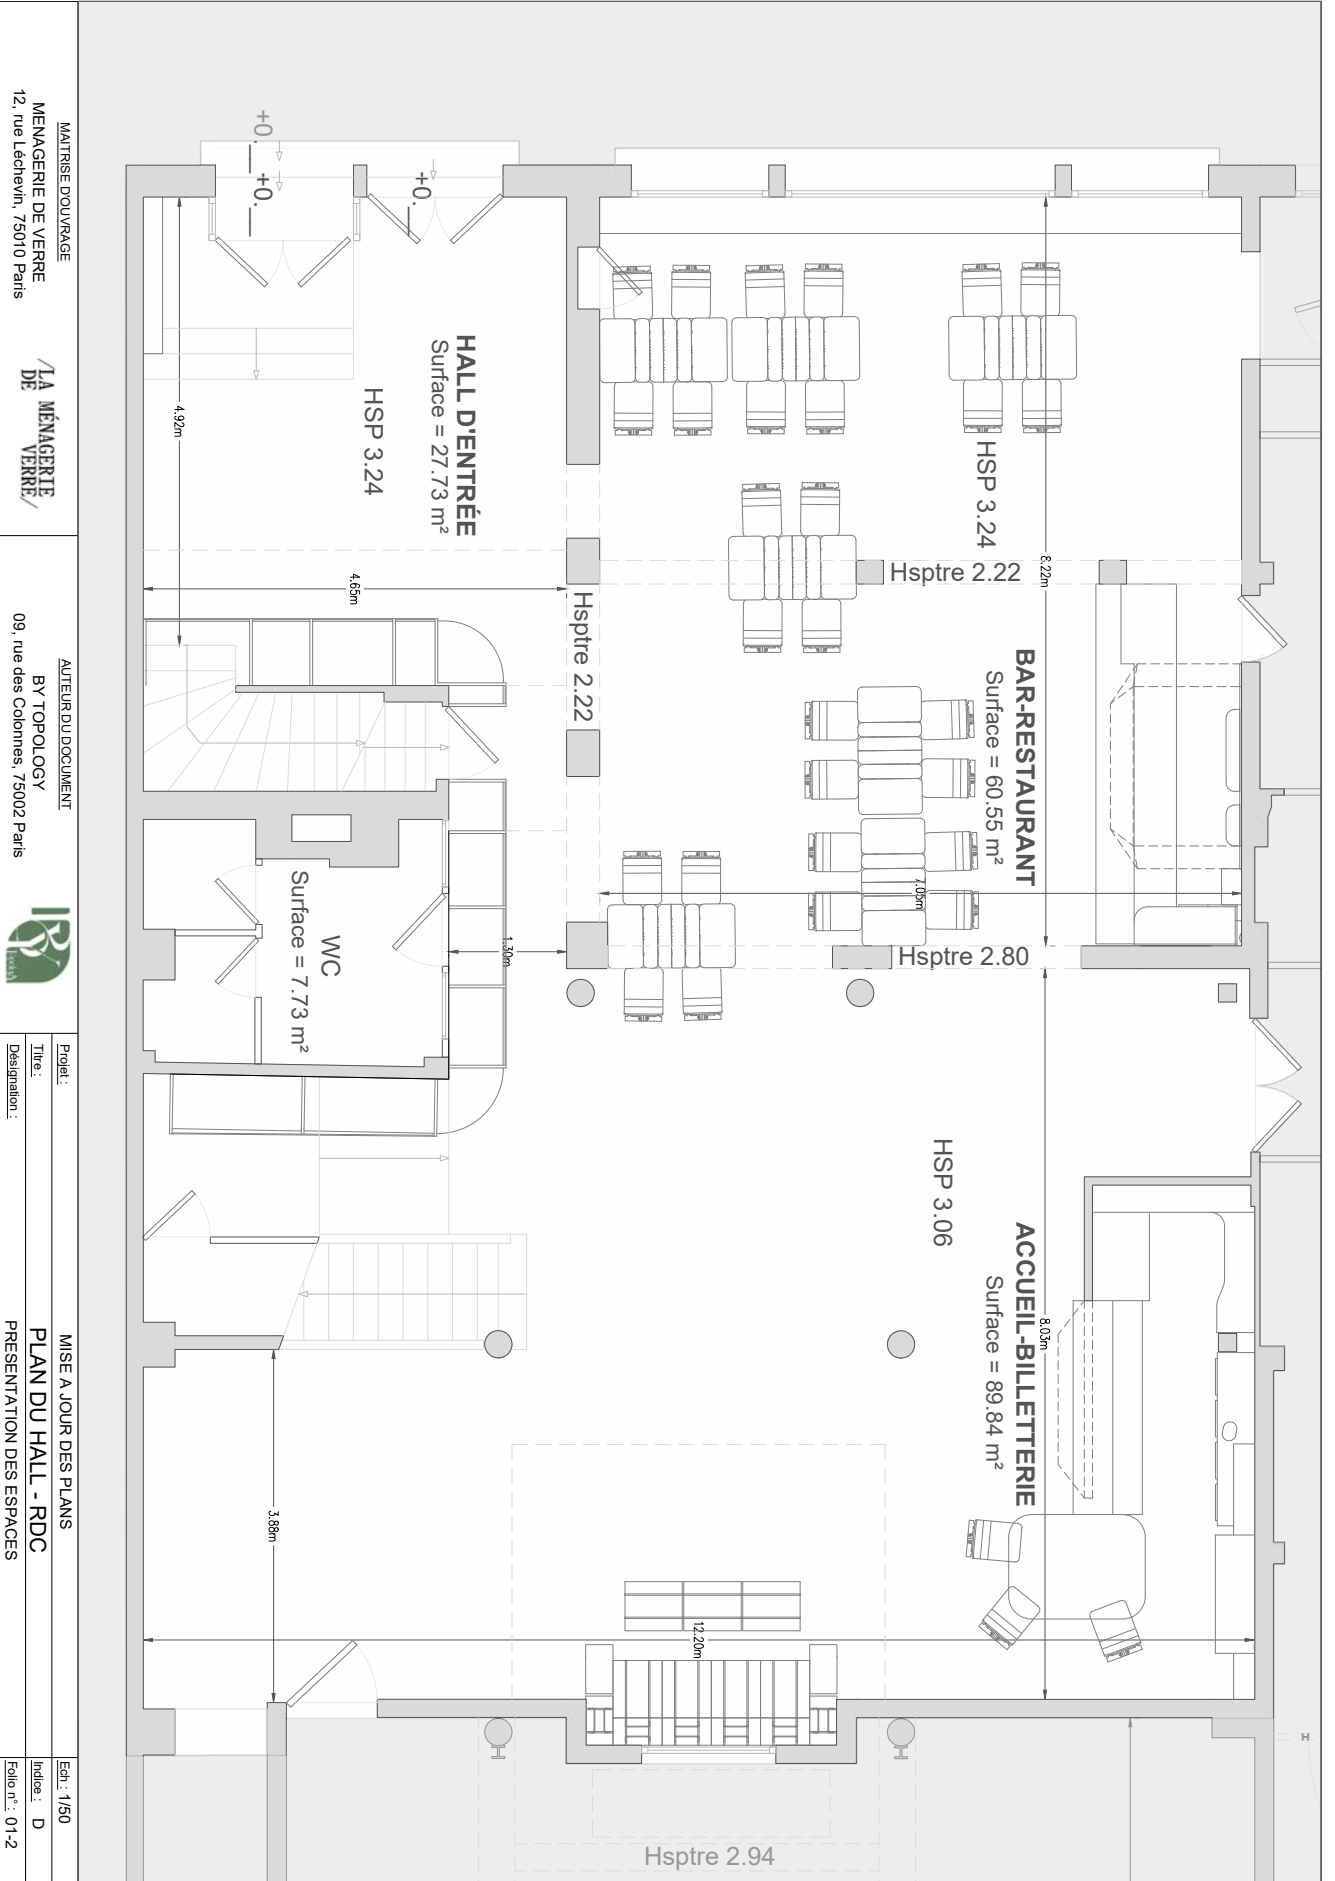 +0.
+0.
+0.
HALL D'ENTRÉE
Surface = 27.73 m²
HSP 3.24
4.92m
4.65m
HSP 3.24
Hsptre 2.22
8.22m
Hsptre 2.22
BAR-RESTAURANT
Surface = 60.55 m²
7.05m
WC
Surface = 7.73 m²
1.30m
Hsptre 2.80
HSP 3.06
ACCUEIL-BILLETTERIE
Surface = 89.84 m²
8.03m
3.88m
12.20m
Hsptre 2.94
MAITRISE D'OUVRAGE
MENAGERIE DE VERRE
12, rue Léchevin, 75010 Paris
/LA MÉNAGERIE
DE VERRE/
AUTEUR DU DOCUMENT
BY TOPOLOGY
09, rue des Colonnes, 75002 Paris
Projet : MISE A JOUR DES PLANS
Titre : PLAN DU HALL - RDC
Désignation : PRESENTATION DES ESPACES
Ech : 1/50
Indice : D
Folio n° : 01-2